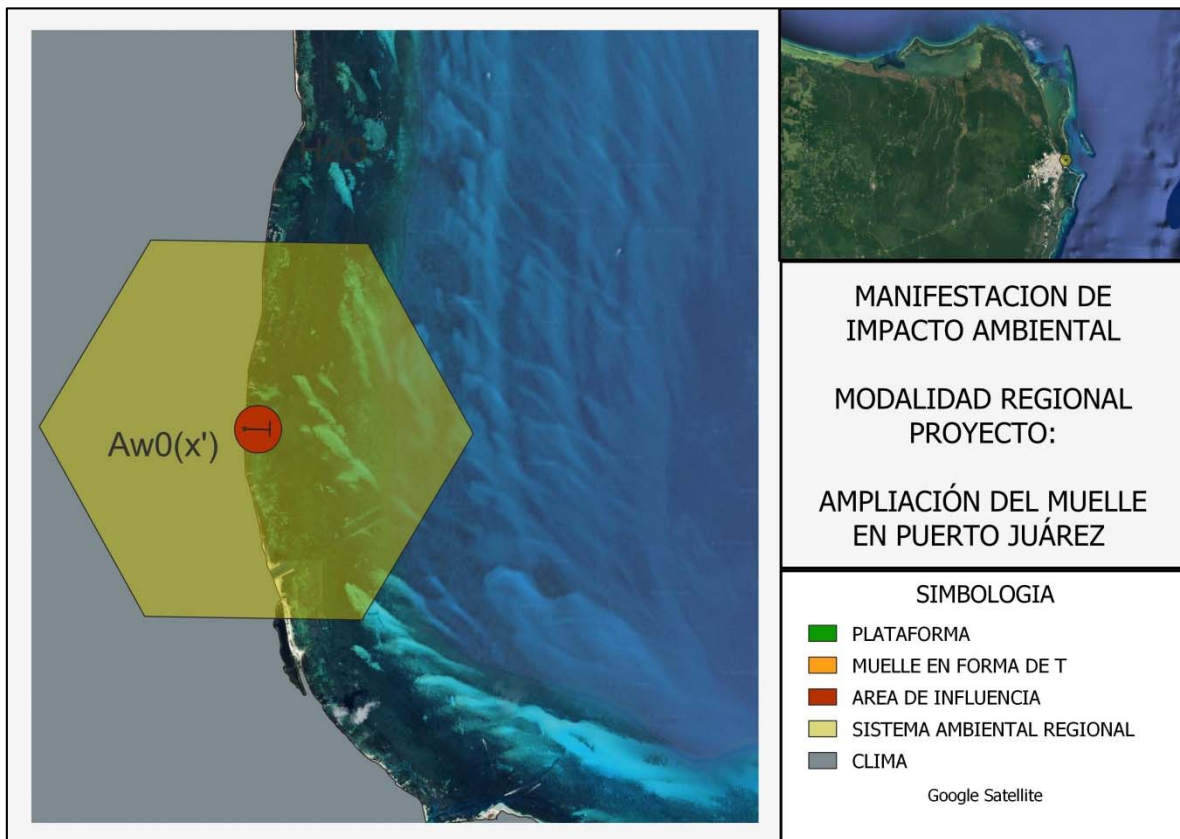 H2O
Aw0(x')
MANIFESTACION DE
IMPACTO AMBIENTAL
MODALIDAD REGIONAL
PROYECTO:
AMPLIACIÓN DEL MUELLE
EN PUERTO JUÁREZ
SIMBOLOGIA
PLATAFORMA
MUELLE EN FORMA DE T
AREA DE INFLUENCIA
SISTEMA AMBIENTAL REGIONAL
CLIMA
Google Satellite